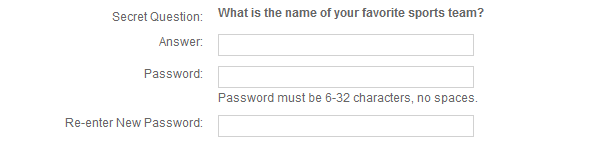 Secret Question: What is the name of your favorite sports team?
Answer:
Password:
Password must be 6-32 characters, no spaces.
Re-enter New Password: